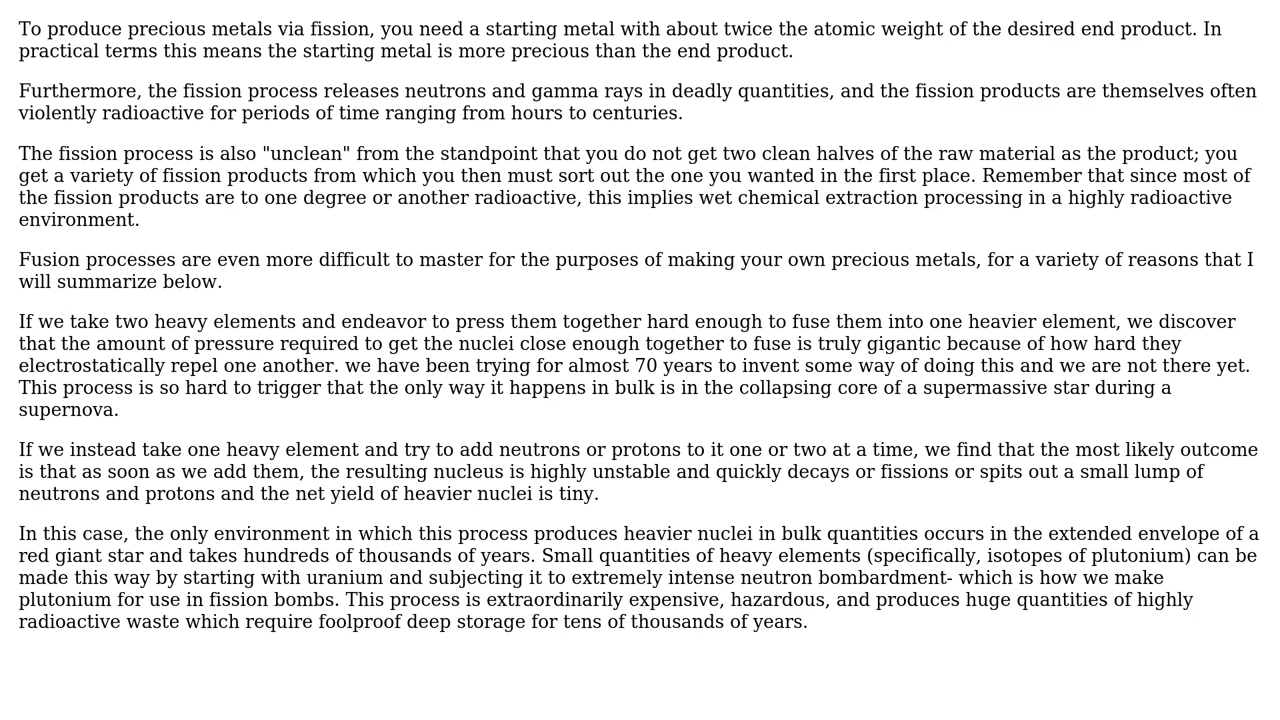 To produce precious metals via fission, you need a starting metal with about twice the atomic weight of the desired end product. In
practical terms this means the starting metal is more precious than the end product.
Furthermore, the fission process releases neutrons and gamma rays in deadly quantities, and the fission products are themselves often
violently radioactive for periods of time ranging from hours to centuries.
The fission process is also "unclean" from the standpoint that you do not get two clean halves of the raw material as the product; you
get a variety of fission products from which you then must sort out the one you wanted in the first place. Remember that since most of
the fission products are to one degree or another radioactive, this implies wet chemical extraction processing in a highly radioactive
environment.
Fusion processes are even more difficult to master for the purposes of making your own precious metals, for a variety of reasons that I
will summarize below.
If we take two heavy elements and endeavor to press them together hard enough to fuse them into one heavier element, we discover
that the amount of pressure required to get the nuclei close enough together to fuse is truly gigantic because of how hard they
electrostatically repel one another. we have been trying for almost 70 years to invent some way of doing this and we are not there yet.
This process is so hard to trigger that the only way it happens in bulk is in the collapsing core of a supermassive star during a
supernova.
If we instead take one heavy element and try to add neutrons or protons to it one or two at a time, we find that the most likely outcome
is that as soon as we add them, the resulting nucleus is highly unstable and quickly decays or fissions or spits out a small lump of
neutrons and protons and the net yield of heavier nuclei is tiny.
In this case, the only environment in which this process produces heavier nuclei in bulk quantities occurs in the extended envelope of a
red giant star and takes hundreds of thousands of years. Small quantities of heavy elements (specifically, isotopes of plutonium) can be
made this way by starting with uranium and subjecting it to extremely intense neutron bombardment- which is how we make
plutonium for use in fission bombs. This process is extraordinarily expensive, hazardous, and produces huge quantities of highly
radioactive waste which require foolproof deep storage for tens of thousands of years.